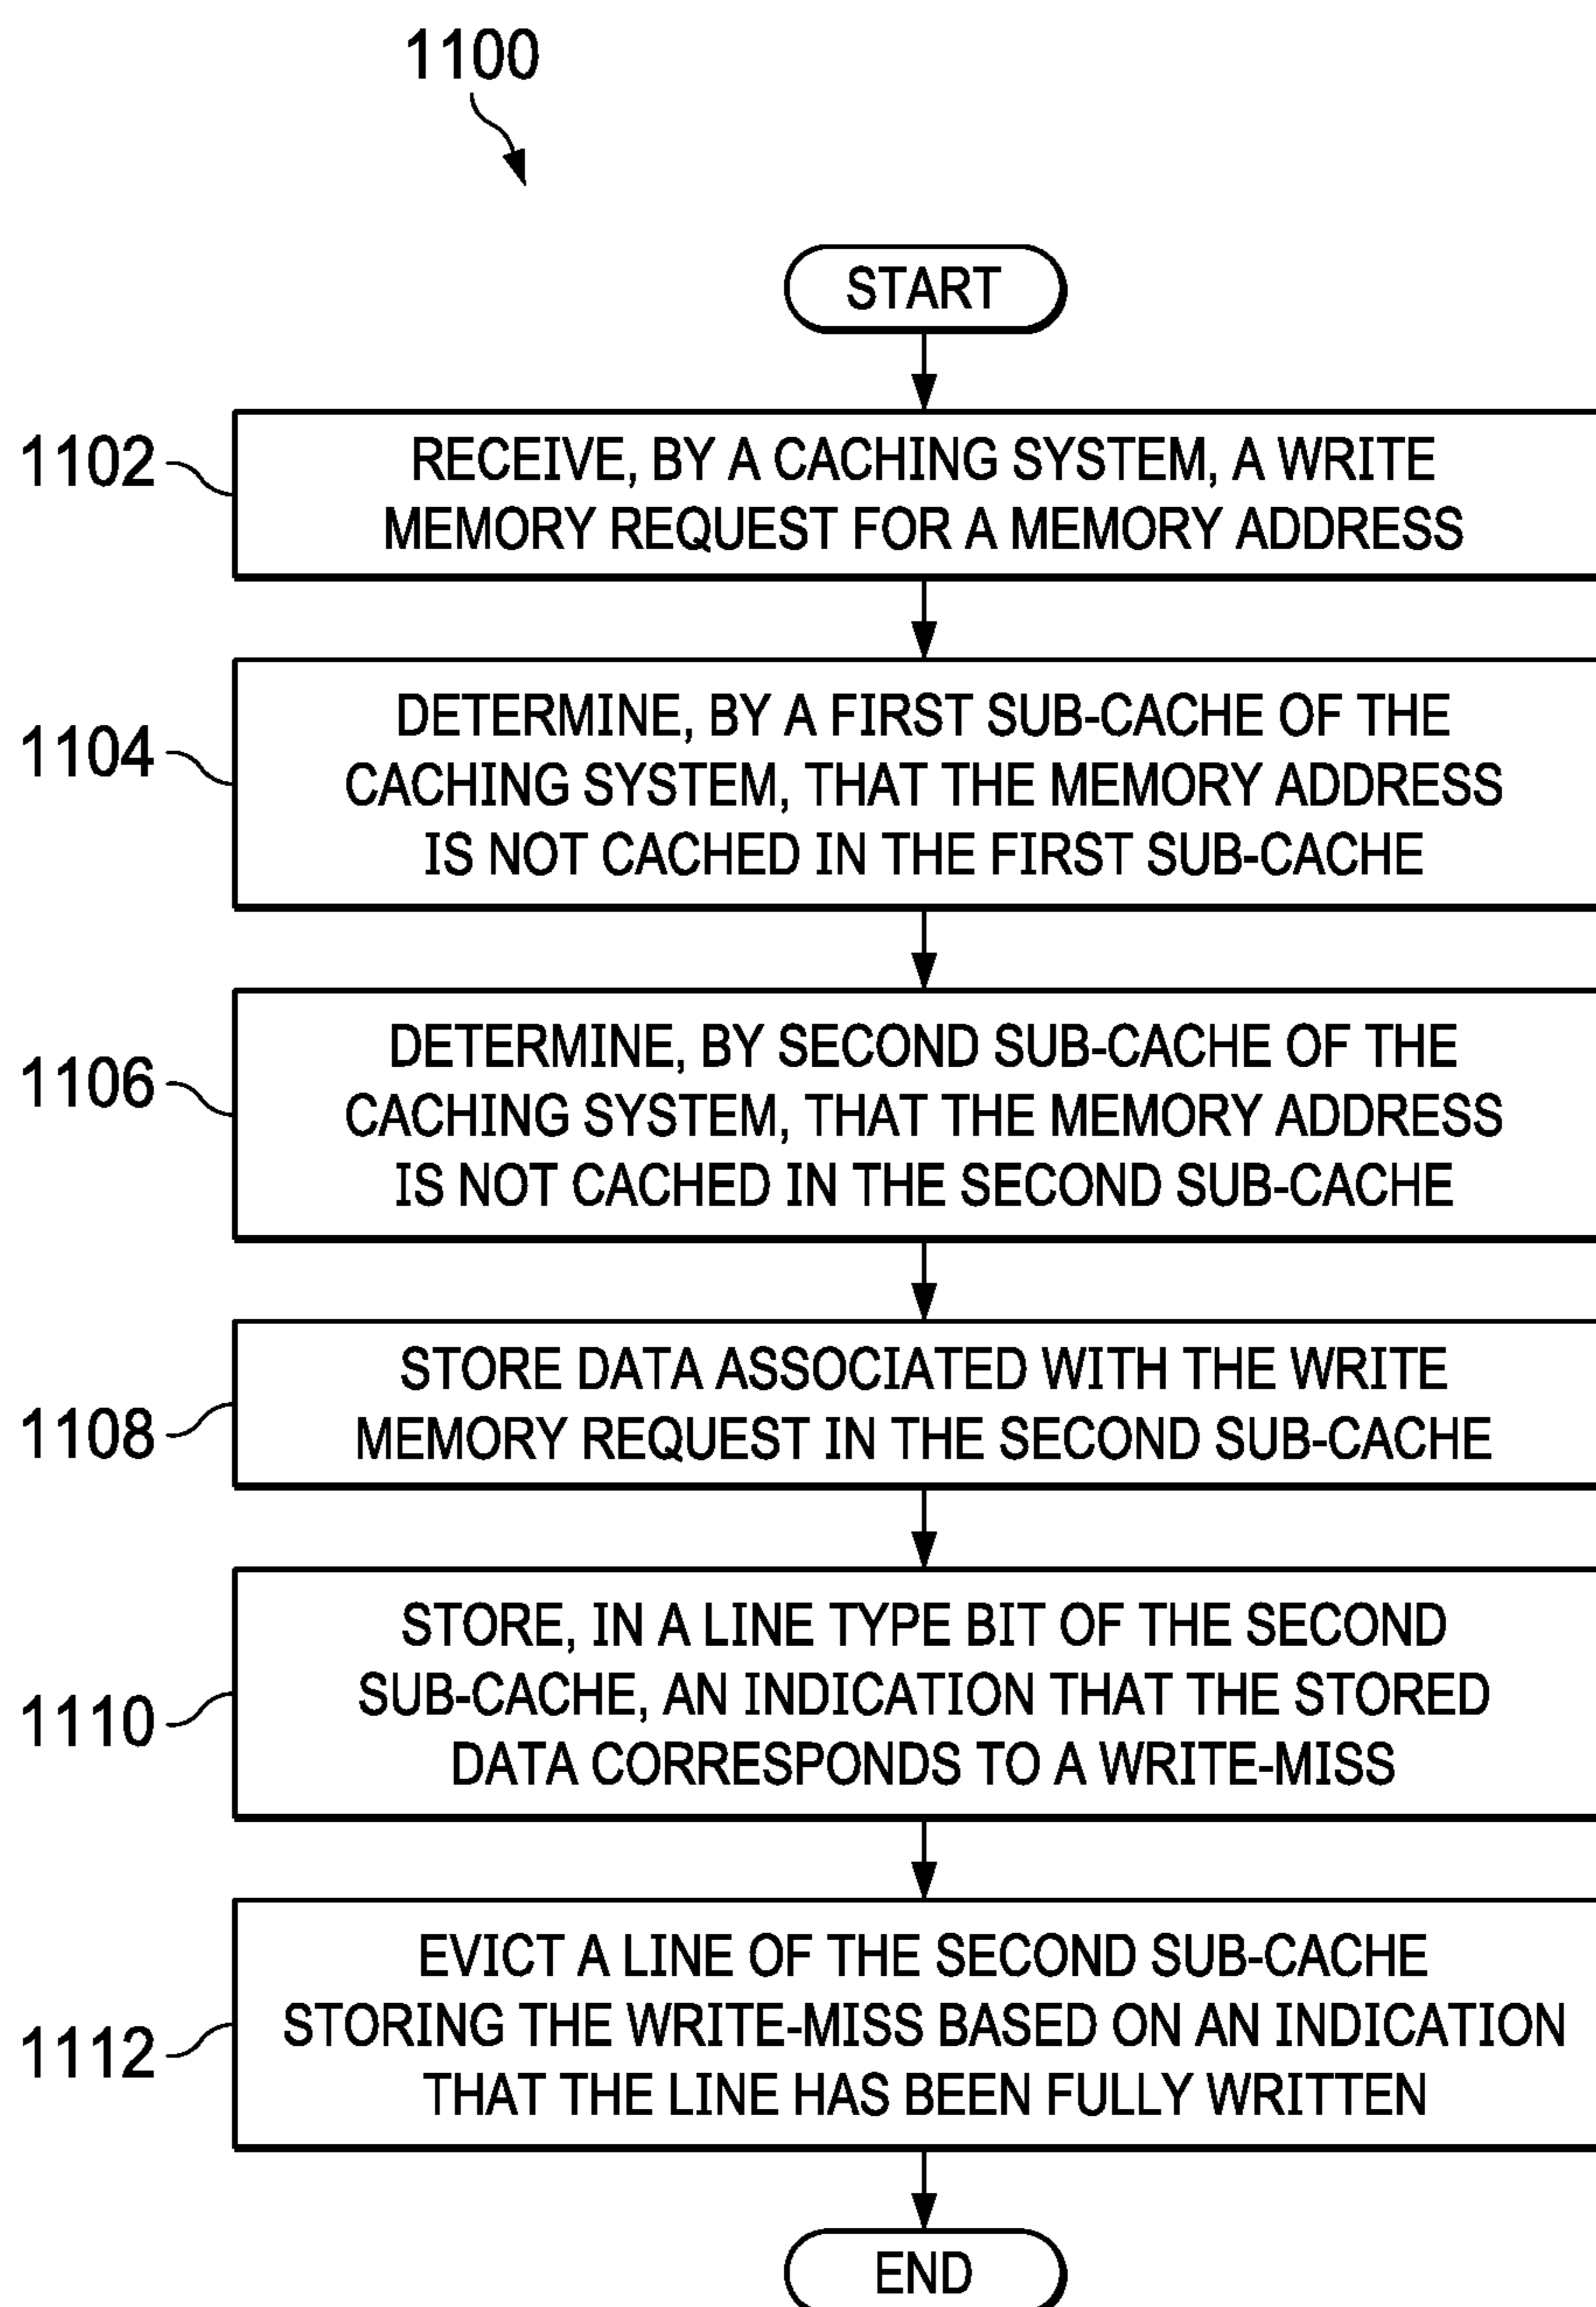 1100
START
1102
RECEIVE, BY A CACHING SYSTEM, A WRITE
MEMORY REQUEST FOR A MEMORY ADDRESS
1104
DETERMINE, BY A FIRST SUB-CACHE OF THE
CACHING SYSTEM, THAT THE MEMORY ADDRESS
IS NOT CACHED IN THE FIRST SUB-CACHE
1106
DETERMINE, BY SECOND SUB-CACHE OF THE
CACHING SYSTEM, THAT THE MEMORY ADDRESS
IS NOT CACHED IN THE SECOND SUB-CACHE
1108
STORE DATA ASSOCIATED WITH THE WRITE
MEMORY REQUEST IN THE SECOND SUB-CACHE
1110
STORE, IN A LINE TYPE BIT OF THE SECOND
SUB-CACHE, AN INDICATION THAT THE STORED
DATA CORRESPONDS TO A WRITE-MISS
1112
EVICT A LINE OF THE SECOND SUB-CACHE
STORING THE WRITE-MISS BASED ON AN INDICATION
THAT THE LINE HAS BEEN FULLY WRITTEN
END